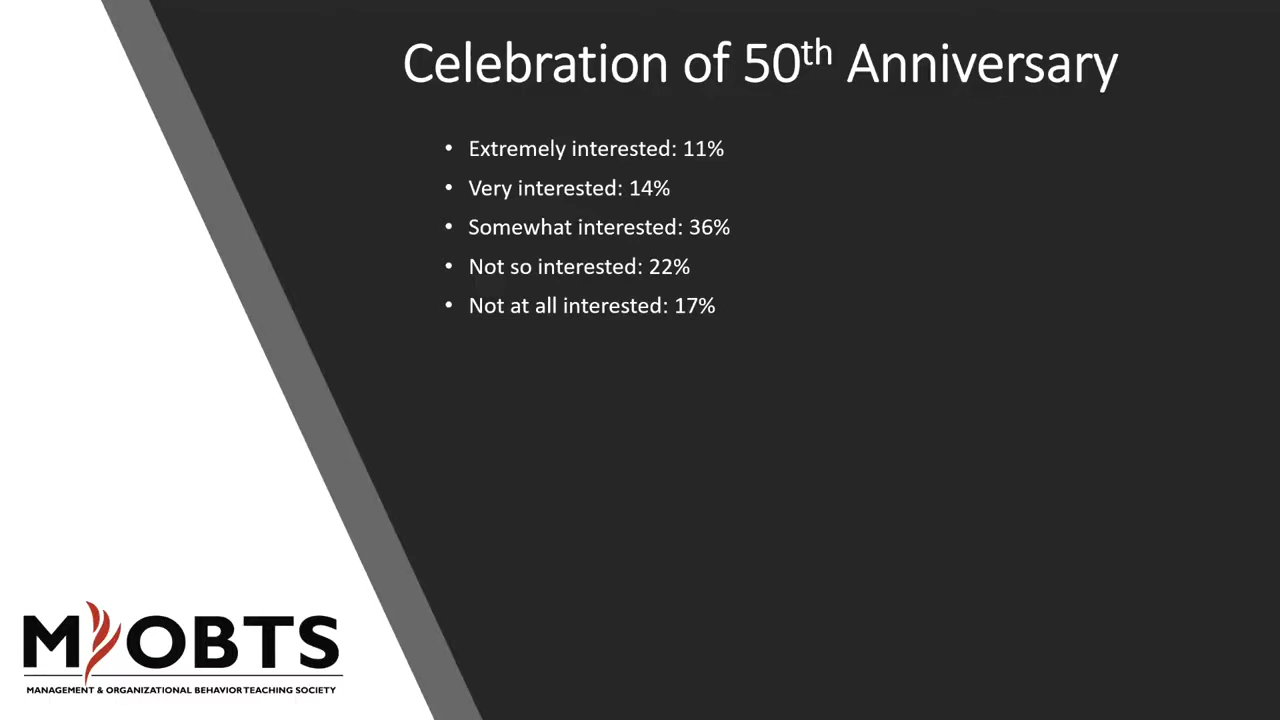 Celebration of 50th Anniversary
• Extremely interested: 11%
• Very interested: 14%
• Somewhat interested: 36%
• Not so interested: 22%
• Not at all interested: 17%
M OBTS
MANAGEMENT & ORGANIZATIONAL BEHAVIOR TEACHING SOCIETY